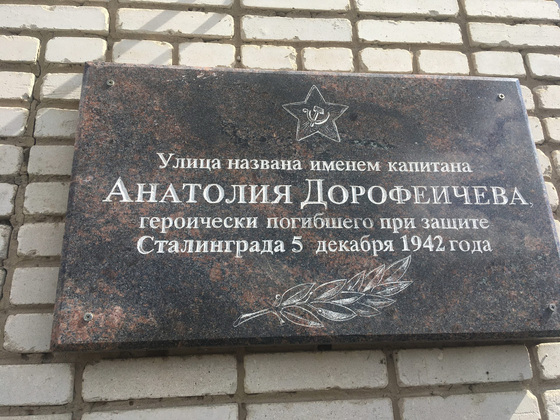 Улица названа именем капитана
АНАТОЛИЯ ДОРОФЕИЧЕВА,
героически погибшего при защите
Сталинграда 5 декабря 1942 года